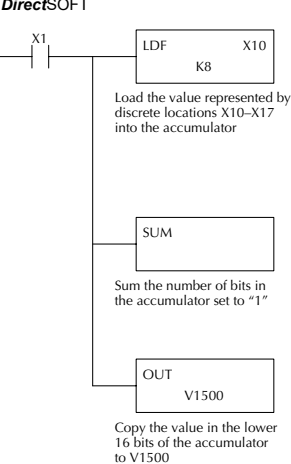 DirectSOFT
X1
LDF X10
K8
Load the value represented by
discrete locations X10–X17
into the accumulator
SUM
Sum the number of bits in
the accumulator set to “1”
OUT
V1500
Copy the value in the lower
16 bits of the accumulator
to V1500